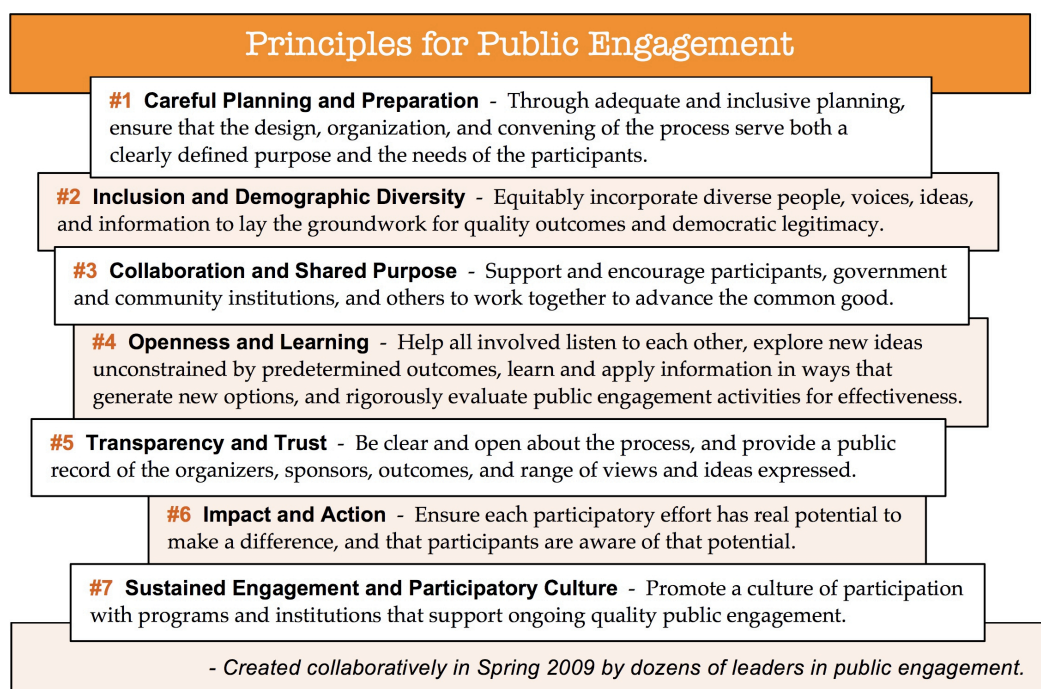 Principles for Public Engagement
#1 Careful Planning and Preparation - Through adequate and inclusive planning,
ensure that the design, organization, and convening of the process serve both a
clearly defined purpose and the needs of the participants.
#2 Inclusion and Demographic Diversity - Equitably incorporate diverse people, voices, ideas,
and information to lay the groundwork for quality outcomes and democratic legitimacy.
#3 Collaboration and Shared Purpose - Support and encourage participants, government
and community institutions, and others to work together to advance the common good.
#4 Openness and Learning - Help all involved listen to each other, explore new ideas
unconstrained by predetermined outcomes, learn and apply information in ways that
generate new options, and rigorously evaluate public engagement activities for effectiveness.
#5 Transparency and Trust - Be clear and open about the process, and provide a public
record of the organizers, sponsors, outcomes, and range of views and ideas expressed.
#6 Impact and Action - Ensure each participatory effort has real potential to
make a difference, and that participants are aware of that potential.
#7 Sustained Engagement and Participatory Culture - Promote a culture of participation
with programs and institutions that support ongoing quality public engagement.
- Created collaboratively in Spring 2009 by dozens of leaders in public engagement.